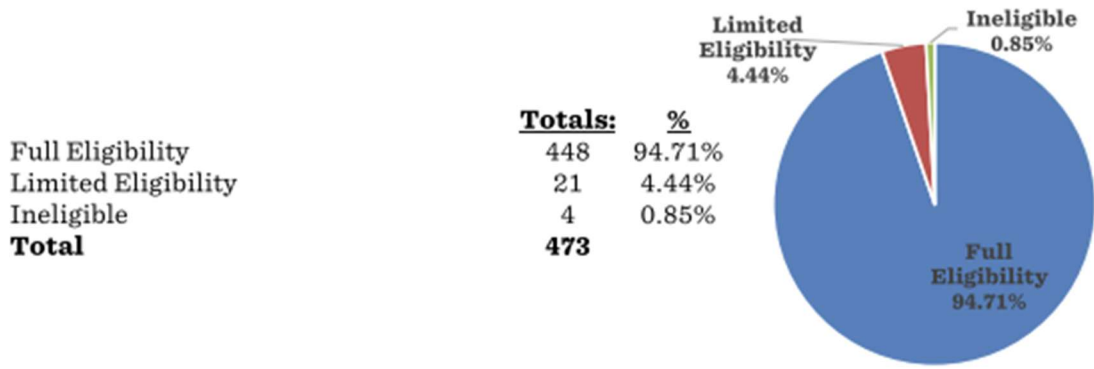 Totals: %
Full Eligibility 448 94.71%
Limited Eligibility 21 4.44%
Ineligible 4 0.85%
Total 473
Limited
Eligibility
4.44%
Ineligible
0.85%
Full
Eligibility
94.71%